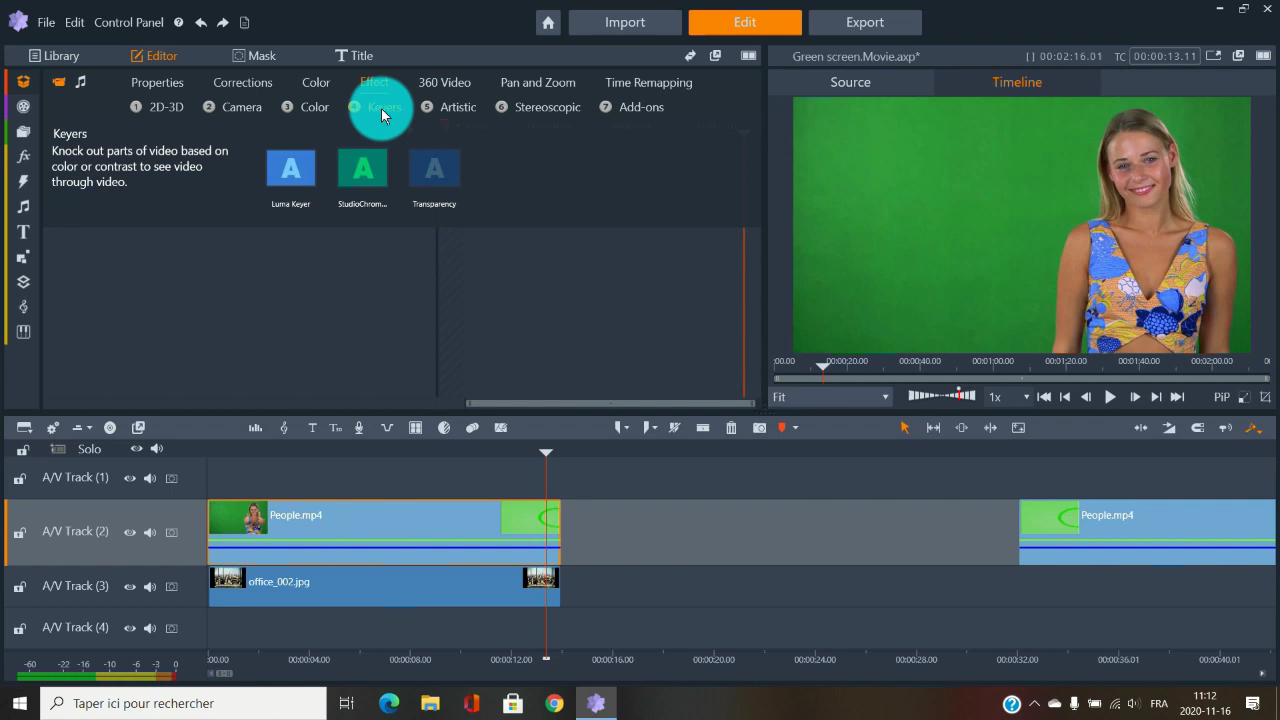 File Edit Control Panel
Import Edit Export
Library Editor Mask Title
Green screen.Movie.axp* [] 00:02:16.01 TC 00:00:13.11
Properties Corrections Color Effect 360 Video Pan and Zoom Time Remapping
Source Timeline
1 2D-3D 2 Camera 3 Color 4 Keyers 5 Artistic 6 Stereoscopic 7 Add-ons
Keyers
Knock out parts of video based on
color or contrast to see video
through video.
A A A
Luma Keyer StudioChrom... Transparency
:00.00 00:00:20.00 00:00:40.00 00:01:00.00 00:01:20.00 00:01:40.00 00:02:00.00
Fit 1x PiP
Solo
A/V Track (1)
People.mp4 People.mp4
A/V Track (2)
office_002.jpg
A/V Track (3)
A/V Track (4)
-60 -22 -16 -10 -6 -3 0
:00.00 00:00:04.00 00:00:08.00 00:00:12.00 00:00:16.00 00:00:20.00 00:00:24.00 00:00:28.00 00:00:32.00 00:00:36.01 00:00:40.01
Taper ici pour rechercher
FRA 11:12
2020-11-16